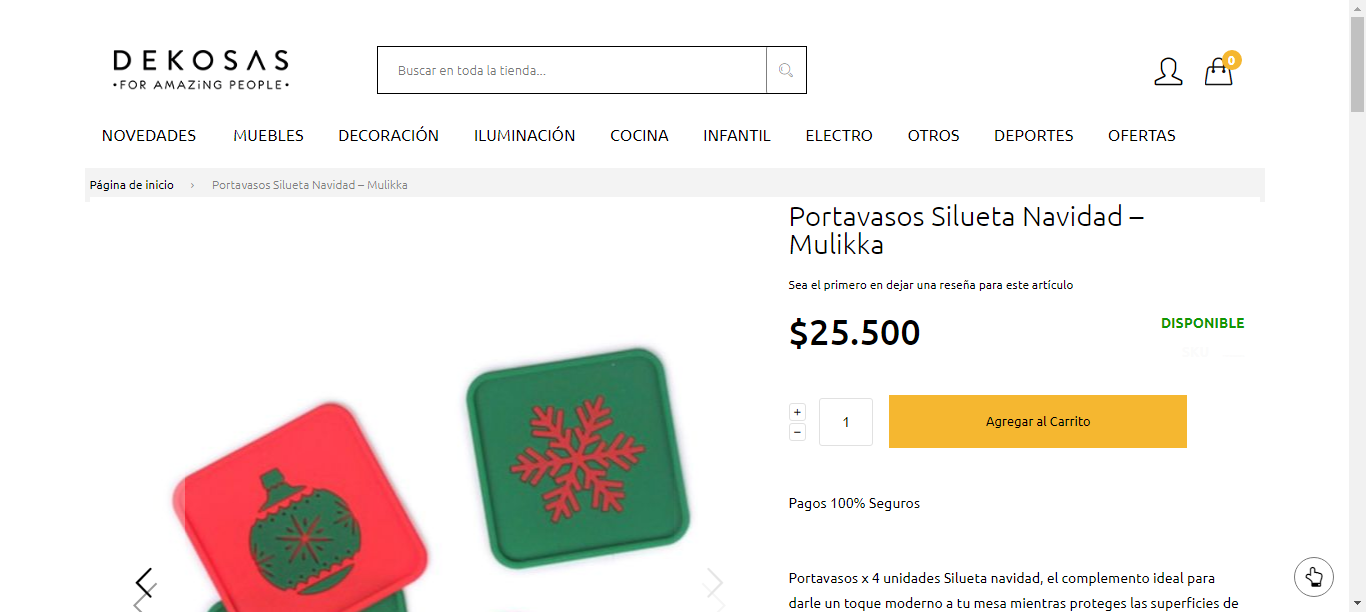 DEKOSAS
·FOR AMAZiNG PEOPLE·
Buscar en toda la tienda...
0
NOVEDADES MUEBLES DECORACIÓN ILUMINACIÓN COCINA INFANTIL ELECTRO OTROS DEPORTES OFERTAS
Página de inicio › Portavasos Silueta Navidad – Mulikka
Portavasos Silueta Navidad –
Mulikka
Sea el primero en dejar una reseña para este artículo
$25.500
DISPONIBLE
+
−
1
Agregar al Carrito
Pagos 100% Seguros
Portavasos x 4 unidades Silueta navidad, el complemento ideal para
darle un toque moderno a tu mesa mientras proteges las superficies de